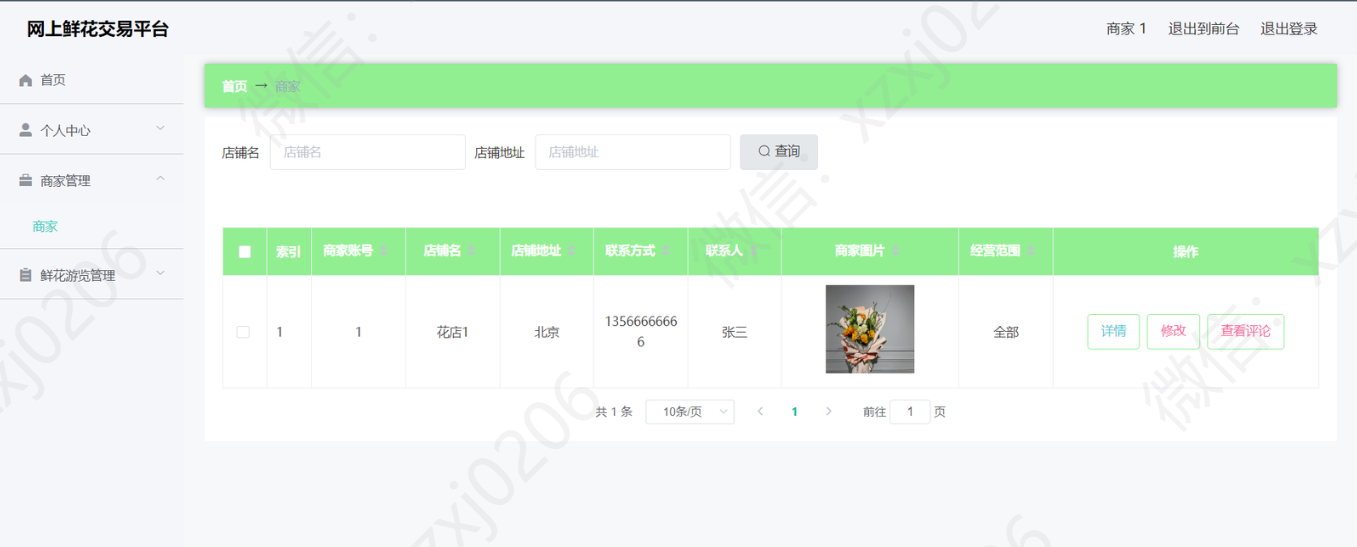 网上鲜花交易平台
商家 1 退出到前台 退出登录
首页
个人中心
商家管理
商家
鲜花游览管理
首页 → 商家
店铺名 店铺名 店铺地址 店铺地址 查询
索引 商家账号 店铺名 店铺地址 联系方式 联系人 商家图片 经营范围 操作
1 1 花店1 北京 1356666666 张三 全部 详情 修改 查看评论
6
共 1 条 10条/页 1 前往 1 页
微信：xzxj0206